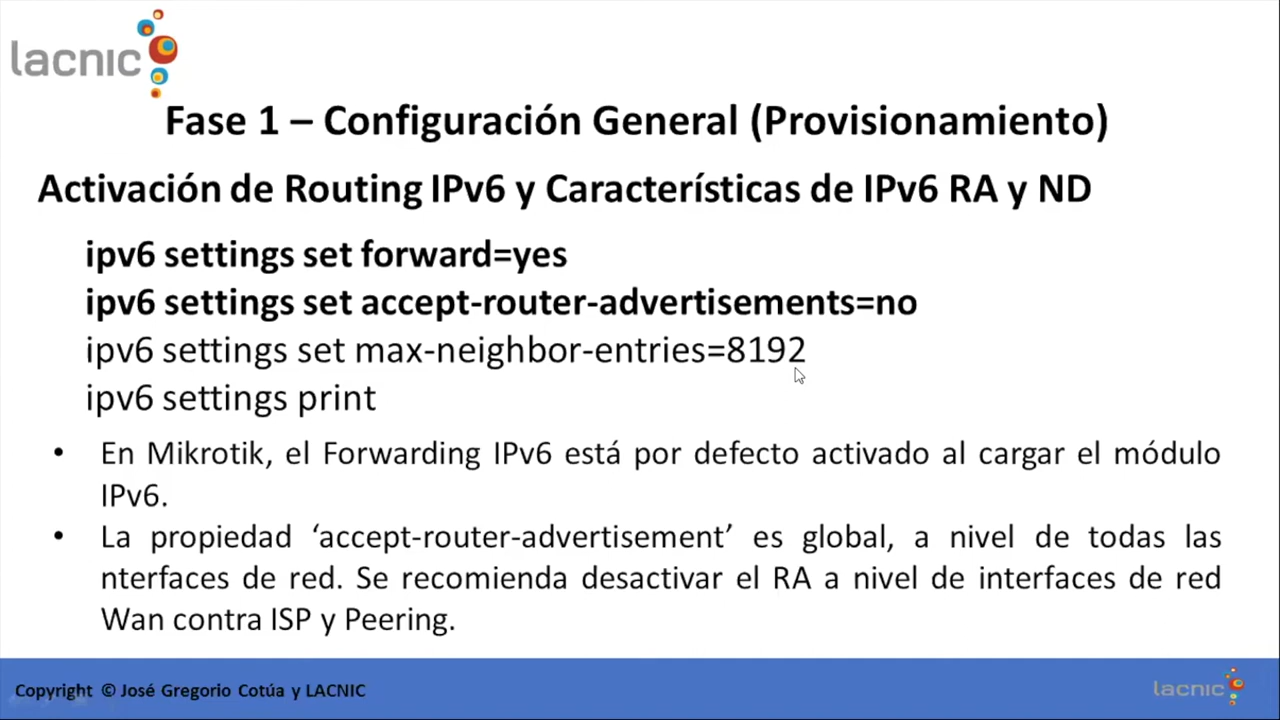 lacnic
Fase 1 – Configuración General (Provisionamiento)
Activación de Routing IPv6 y Características de IPv6 RA y ND
ipv6 settings set forward=yes
ipv6 settings set accept-router-advertisements=no
ipv6 settings set max-neighbor-entries=8192
ipv6 settings print
• En Mikrotik, el Forwarding IPv6 está por defecto activado al cargar el módulo
IPv6.
• La propiedad ‘accept-router-advertisement’ es global, a nivel de todas las
nterfaces de red. Se recomienda desactivar el RA a nivel de interfaces de red
Wan contra ISP y Peering.
Copyright © José Gregorio Cotúa y LACNIC
lacnic